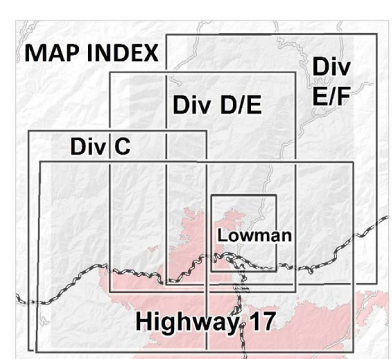 MAP INDEX
Div
E/F
Div D/E
Div C
Lowman
Highway 17